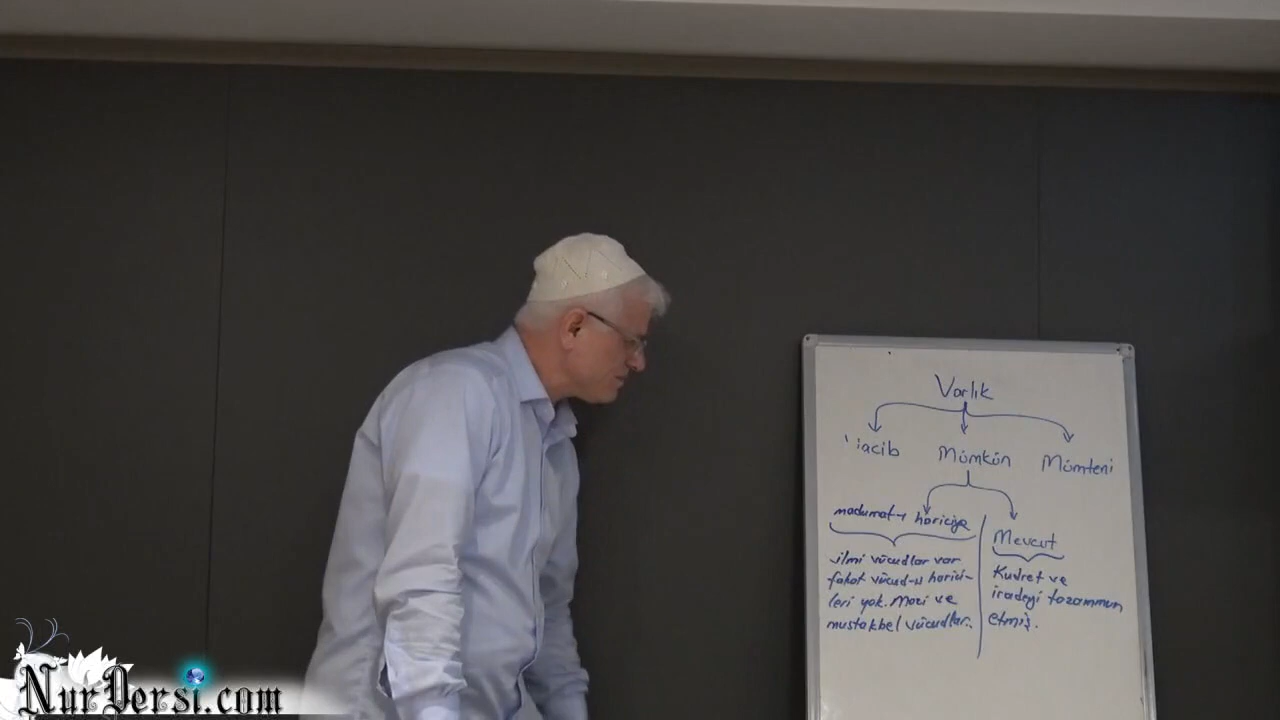 Varlık
Vacib Mümkün Mümteni
madumat-ı hariciye
Mevcut
ilmi vücudlar var
fakat vücud-u harici-
leri yok. Mazi ve
mustakbel vücudlar..
Kudret ve
iradeyi tazammun
etmiş.
NurDersi.com